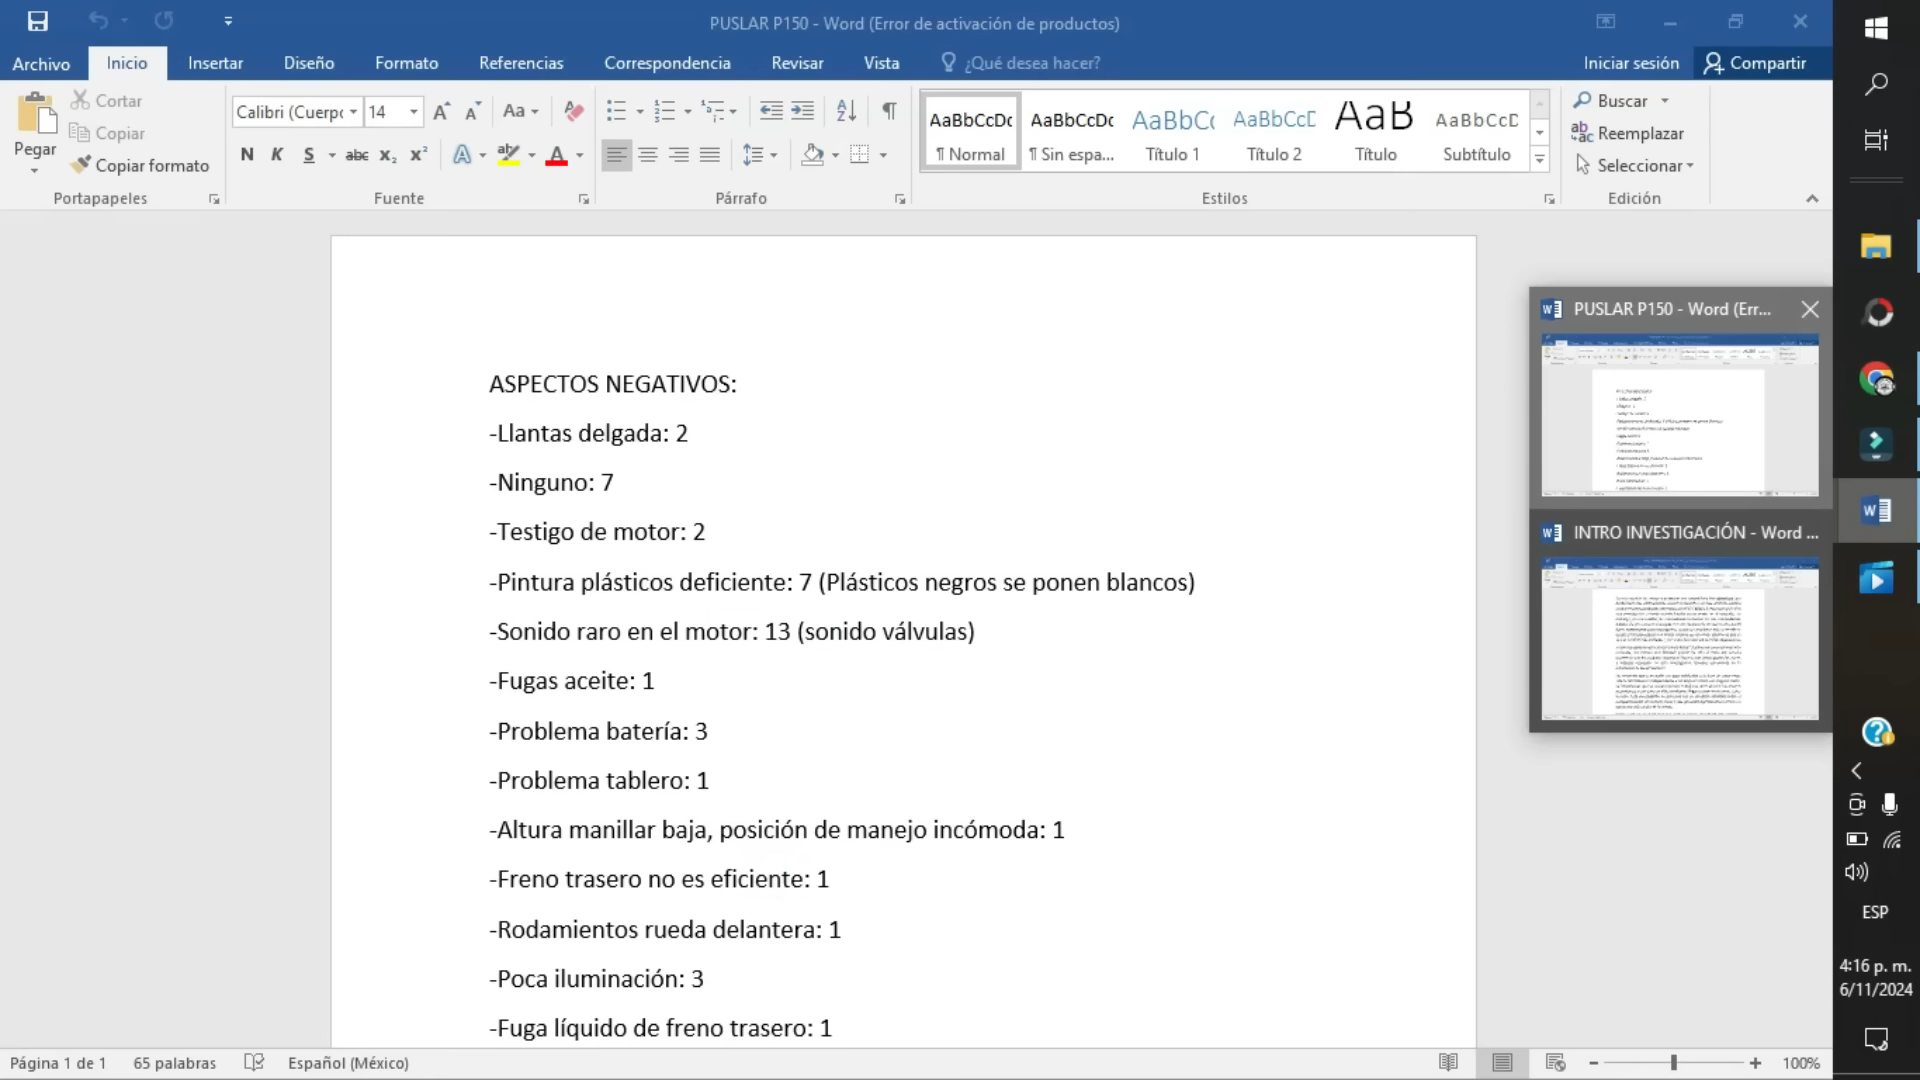 PUSLAR P150 - Word (Error de activación de productos)
Archivo Inicio Insertar Diseño Formato Referencias Correspondencia Revisar Vista ¿Qué desea hacer? Iniciar sesión Compartir
Pegar
Cortar
Copiar
Copiar formato
Portapapeles
Calibri (Cuerpo 14 Aa
N K S abc x₂ x² A ab A
Fuente
Párrafo
AaBbCcDc AaBbCcDc AaBbC AaBbCcC AaB AaBbCcD
¶ Normal ¶ Sin espa... Título 1 Título 2 Título Subtítulo
Estilos
Buscar
Reemplazar
Seleccionar
Edición
ASPECTOS NEGATIVOS:
-Llantas delgada: 2
-Ninguno: 7
-Testigo de motor: 2
-Pintura plásticos deficiente: 7 (Plásticos negros se ponen blancos)
-Sonido raro en el motor: 13 (sonido válvulas)
-Fugas aceite: 1
-Problema batería: 3
-Problema tablero: 1
-Altura manillar baja, posición de manejo incómoda: 1
-Freno trasero no es eficiente: 1
-Rodamientos rueda delantera: 1
-Poca iluminación: 3
-Fuga líquido de freno trasero: 1
PUSLAR P150 - Word (Err...
INTRO INVESTIGACIÓN - Word ...
ESP
4:16 p. m.
6/11/2024
Página 1 de 1 65 palabras Español (México) 100%